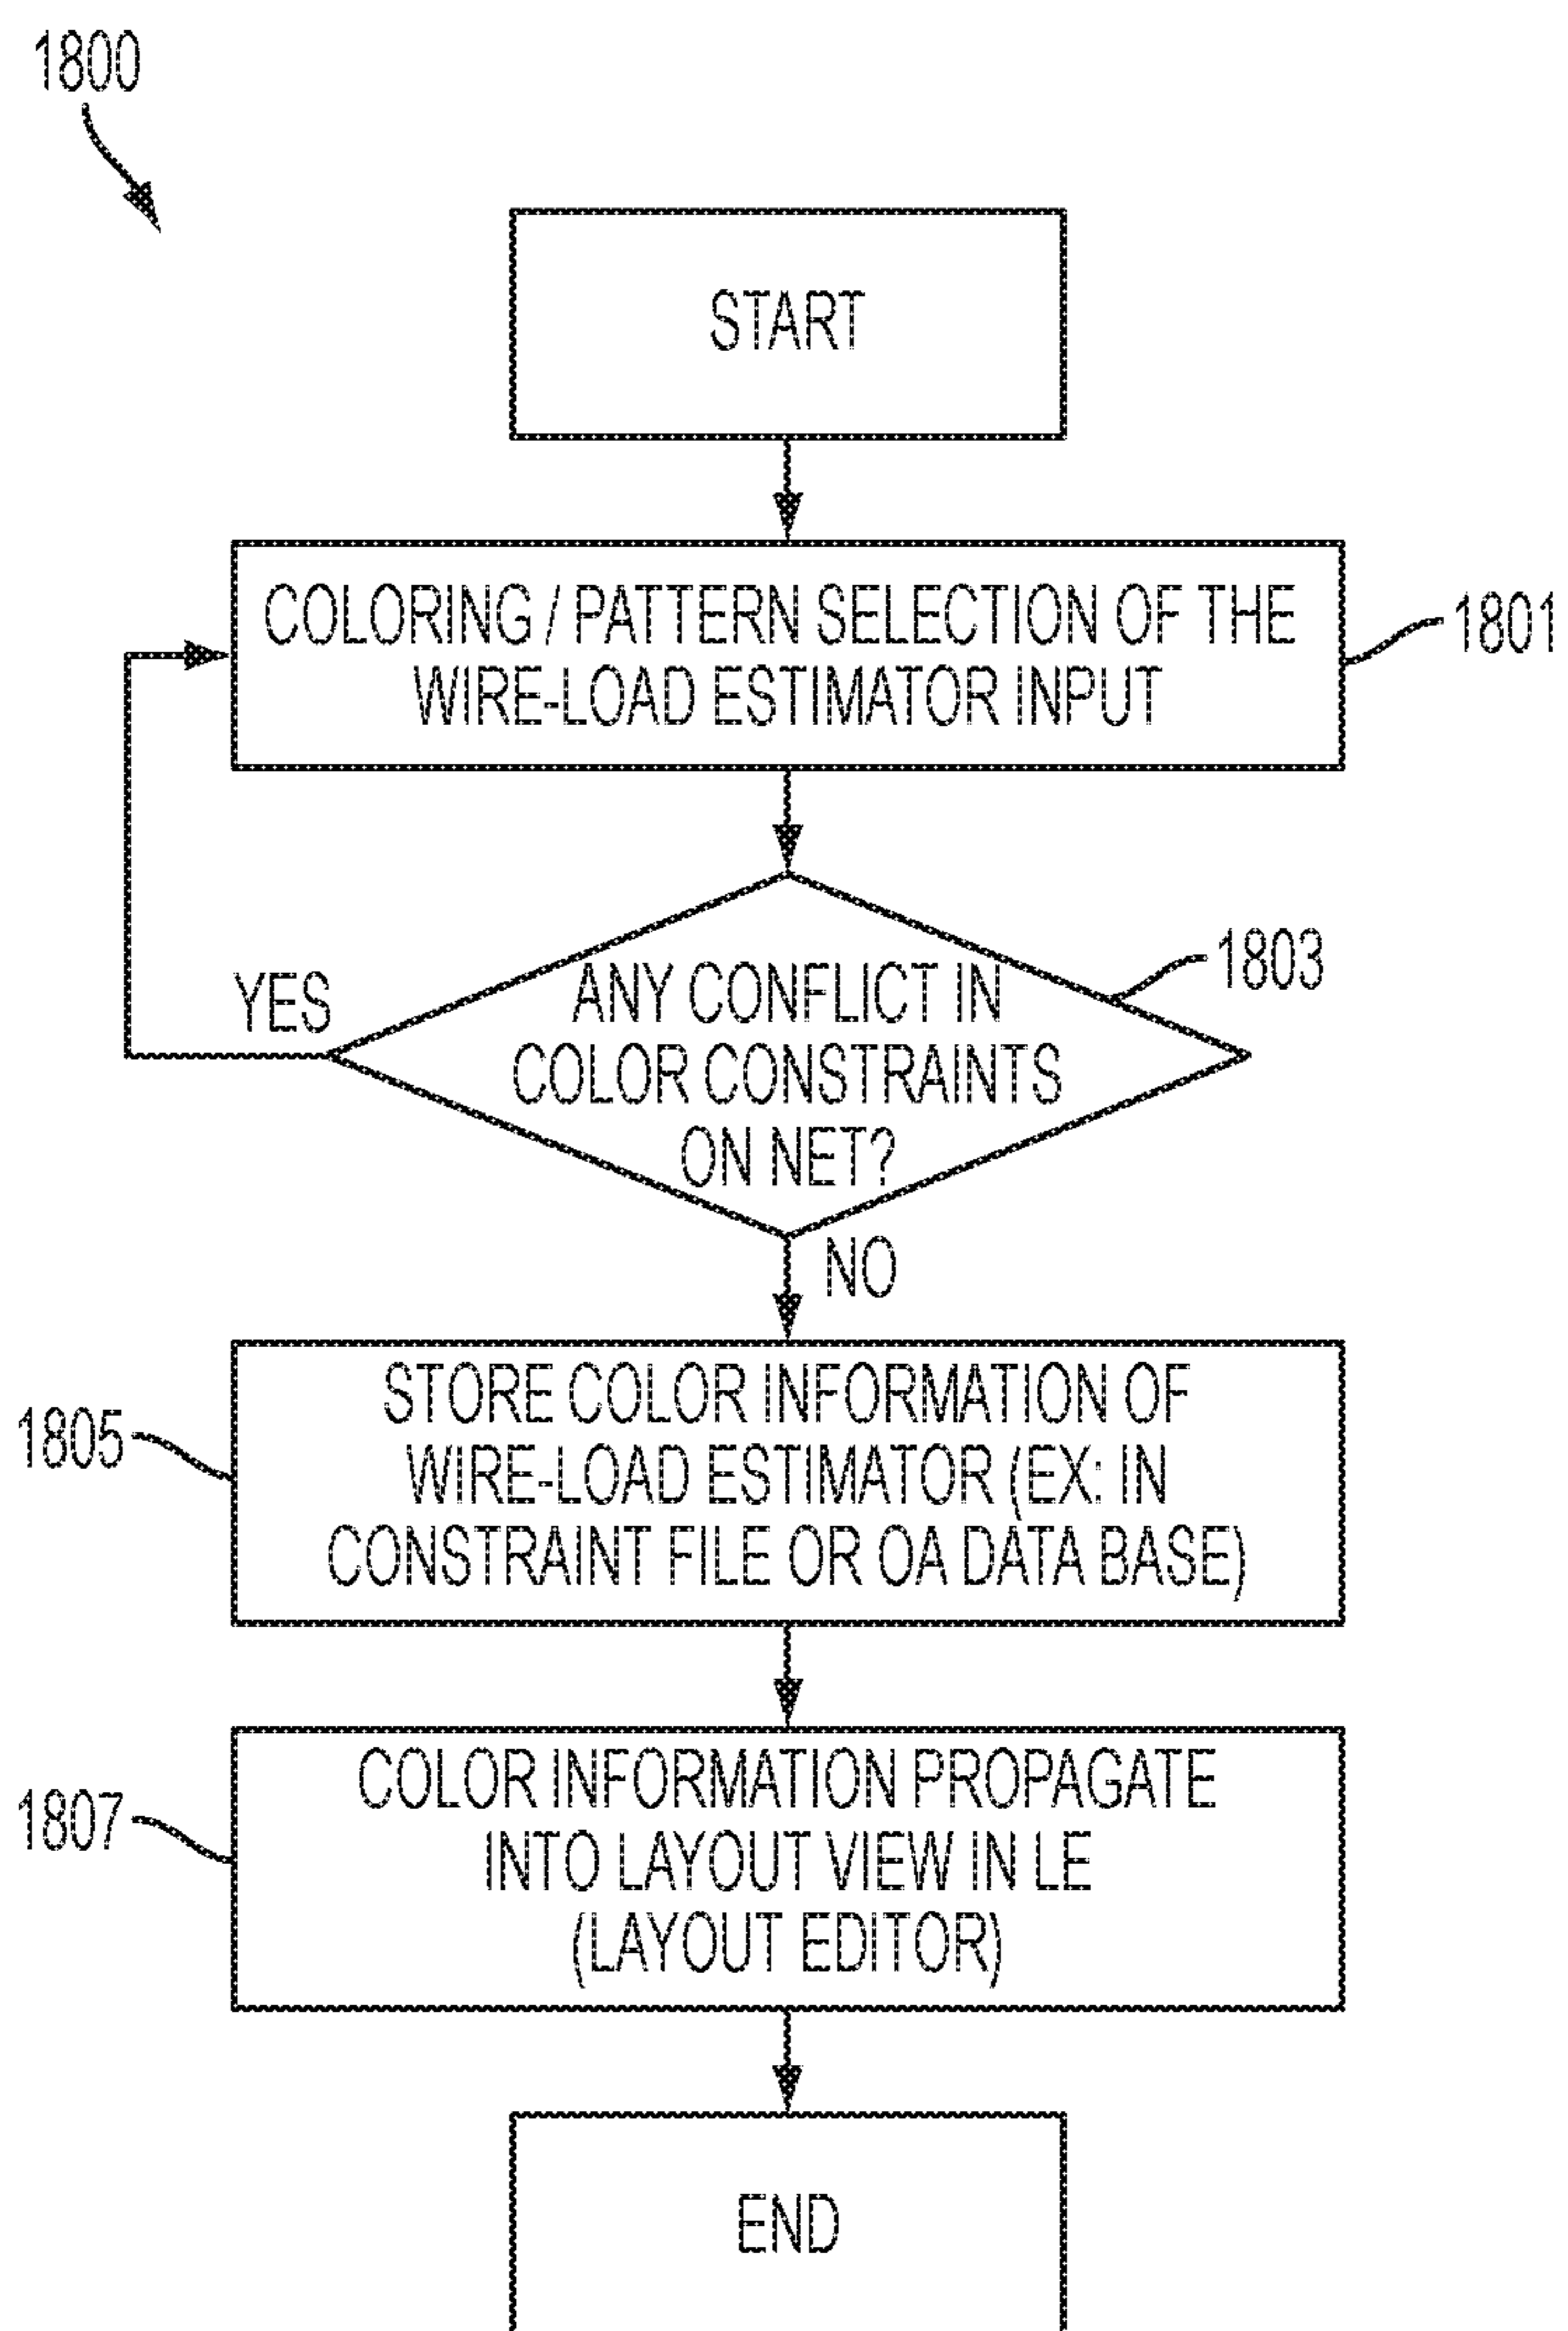 1800
START
COLORING / PATTERN SELECTION OF THE
WIRE-LOAD ESTIMATOR INPUT
1801
ANY CONFLICT IN
COLOR CONSTRAINTS
ON NET?
1803
YES
NO
STORE COLOR INFORMATION OF
WIRE-LOAD ESTIMATOR (EX: IN
CONSTRAINT FILE OR OA DATA BASE)
1805
COLOR INFORMATION PROPAGATE
INTO LAYOUT VIEW IN LE
(LAYOUT EDITOR)
1807
END